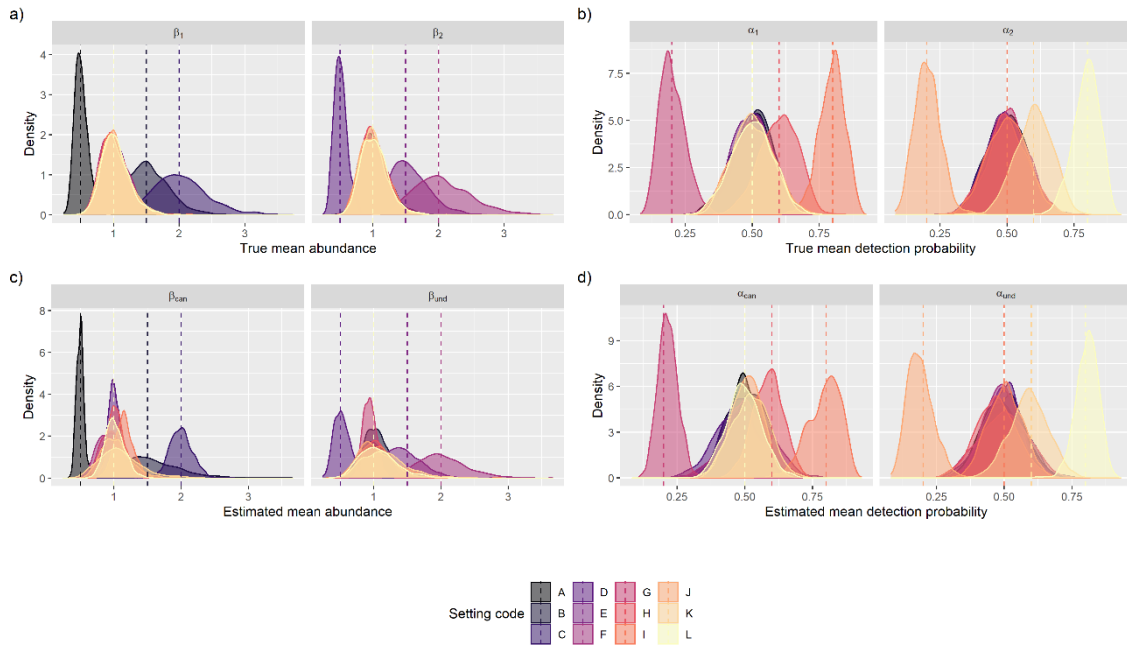 a)
β1
β2
Density
4
3
2
1
0
1 2 3 1 2 3
True mean abundance
b)
α1
α2
Density
7.5
5.0
2.5
0.0
0.25 0.50 0.75 0.25 0.50 0.75
True mean detection probability
c)
βcan
βund
Density
8
6
4
2
0
1 2 3 1 2 3
Estimated mean abundance
d)
αcan
αund
Density
9
6
3
0
0.25 0.50 0.75 0.25 0.50 0.75
Estimated mean detection probability
Setting code
A D G J
B E H K
C F I L